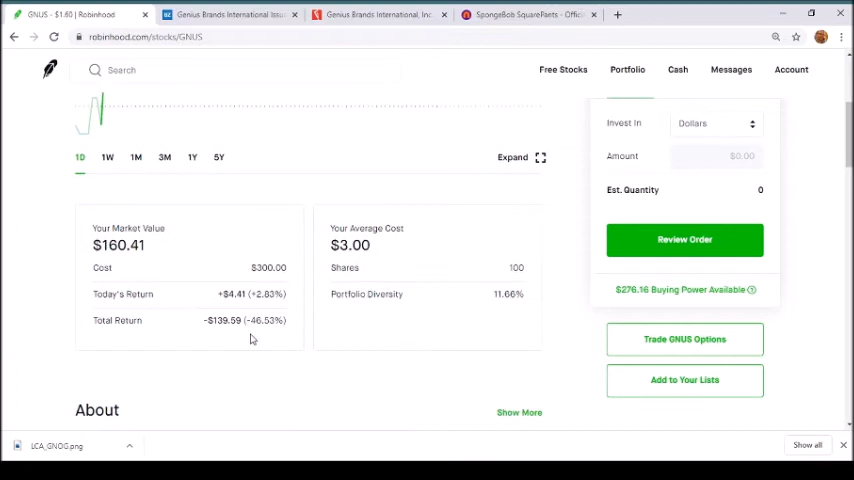 GNUS - $1.60 | Robinhood
Genius Brands International Issu
Genius Brands International, Inc.
SpongeBob SquarePants - Offici
robinhood.com/stocks/GNUS
Search
Free Stocks
Portfolio
Cash
Messages
Account
Invest In
Dollars
Amount
$0.00
Est. Quantity
0
Review Order
$276.16 Buying Power Available
Trade GNUS Options
Add to Your Lists
1D 1W 1M 3M 1Y 5Y
Expand
Your Market Value
$160.41
Cost $300.00
Today's Return +$4.41 (+2.83%)
Total Return -$139.59 (-46.53%)
Your Average Cost
$3.00
Shares 100
Portfolio Diversity 11.66%
About
Show More
LCA_GNOG.png
Show all